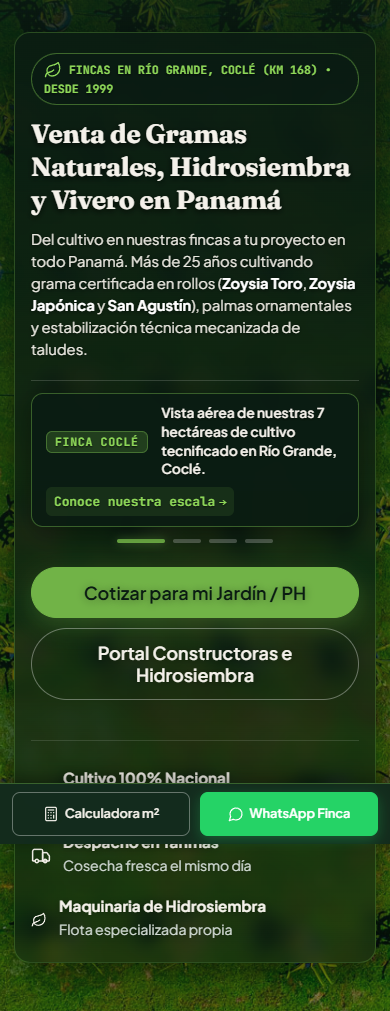 FINCAS EN RÍO GRANDE, COCLÉ (KM 168) •
DESDE 1999
Venta de Gramas
Naturales, Hidrosiembra
y Vivero en Panamá
Del cultivo en nuestras fincas a tu proyecto en
todo Panamá. Más de 25 años cultivando
grama certificada en rollos (Zoysia Toro, Zoysia
Japónica y San Agustín), palmas ornamentales
y estabilización técnica mecanizada de
taludes.
FINCA COCLÉ
Vista aérea de nuestras 7
hectáreas de cultivo
tecnificado en Río Grande,
Coclé.
Conoce nuestra escala →
Cotizar para mi Jardín / PH
Portal Constructoras e
Hidrosiembra
Cultivo 100% Nacional
Calculadora m²
WhatsApp Finca
Despacho en Tarimas
Cosecha fresca el mismo día
Maquinaria de Hidrosiembra
Flota especializada propia